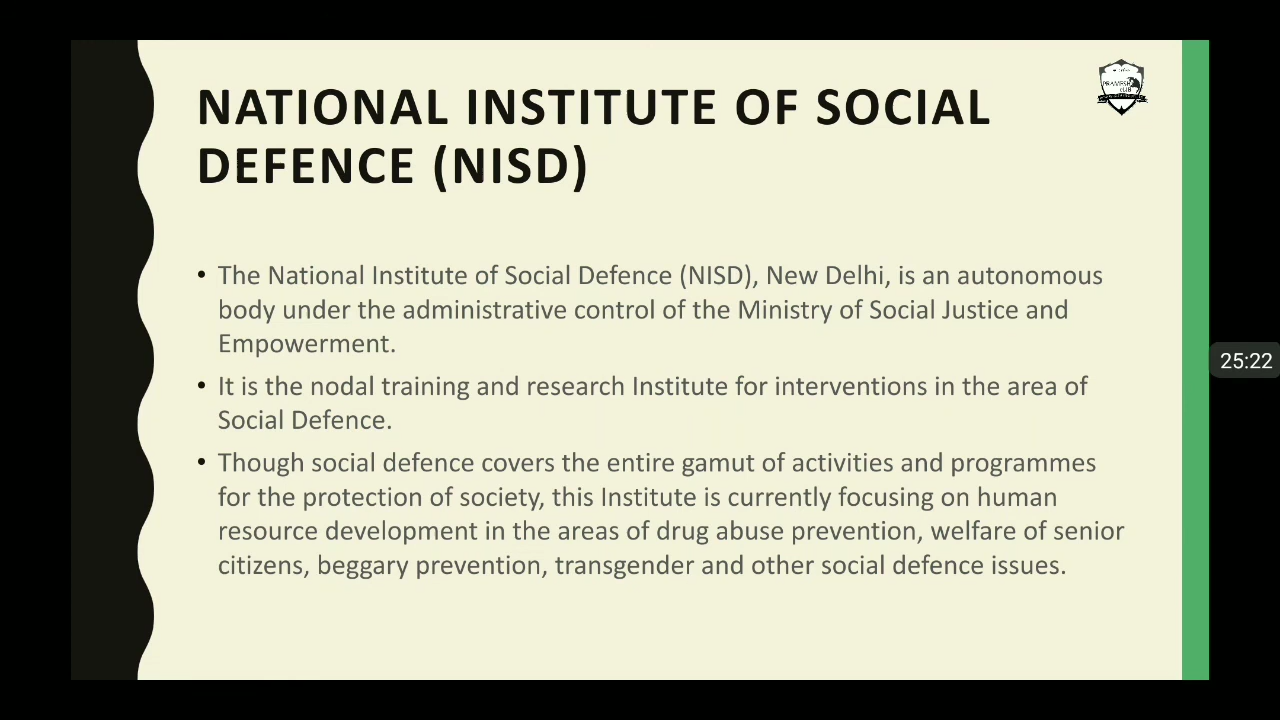 NATIONAL INSTITUTE OF SOCIAL
DEFENCE (NISD)
• The National Institute of Social Defence (NISD), New Delhi, is an autonomous
body under the administrative control of the Ministry of Social Justice and
Empowerment.
• It is the nodal training and research Institute for interventions in the area of
Social Defence.
• Though social defence covers the entire gamut of activities and programmes
for the protection of society, this Institute is currently focusing on human
resource development in the areas of drug abuse prevention, welfare of senior
citizens, beggary prevention, transgender and other social defence issues.
25:22